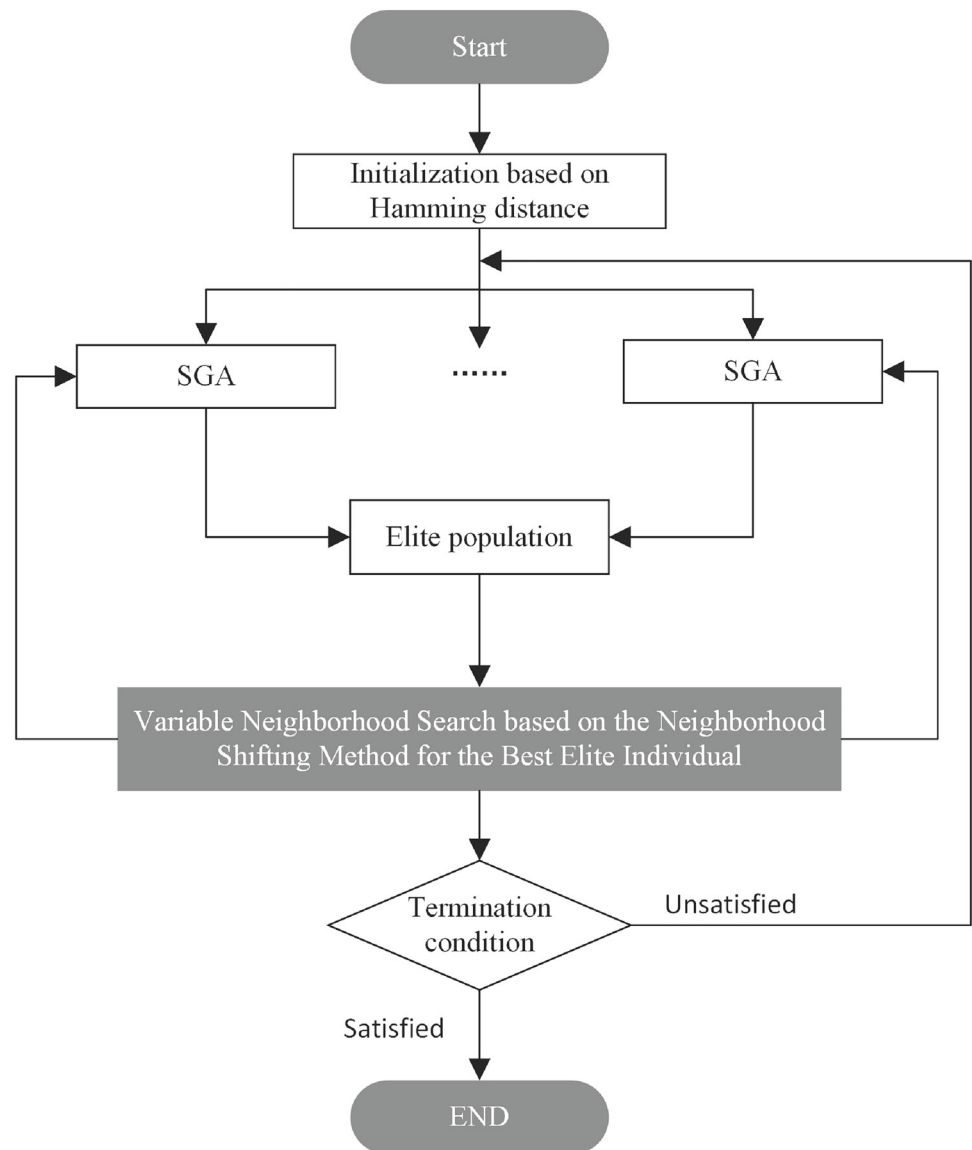 Start
Initialization based on
Hamming distance
SGA
......
SGA
Elite population
Variable Neighborhood Search based on the Neighborhood
Shifting Method for the Best Elite Individual
Termination
condition
Unsatisfied
Satisfied
END